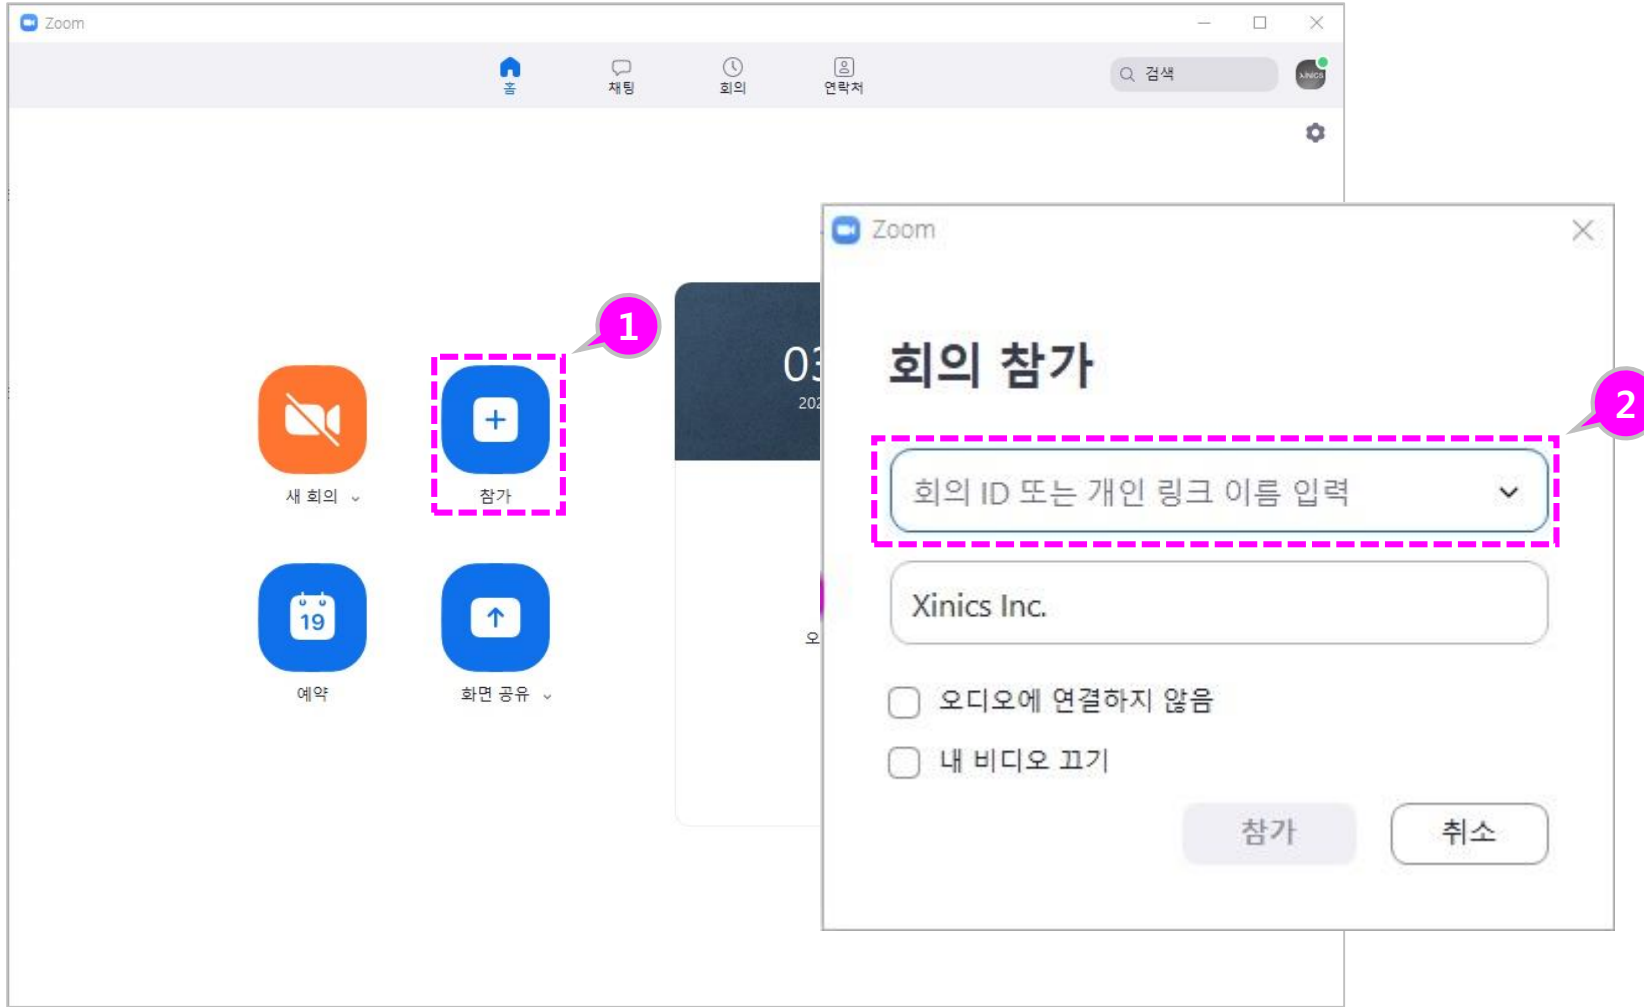 Zoom
홈
채팅
회의
연락처
검색
XINICS
1
새 회의
참가
19
예약
화면 공유
03
202
오
Zoom
회의 참가
2
회의 ID 또는 개인 링크 이름 입력
Xinics Inc.
오디오에 연결하지 않음
내 비디오 끄기
참가
취소